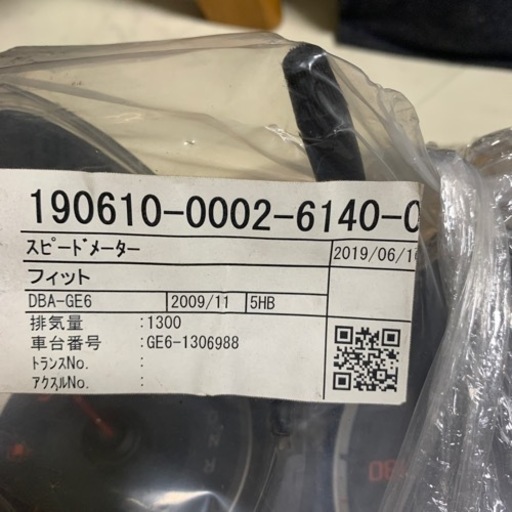 190610-0002-6140-0
スピードメーター 2019/06/1
フィット
DBA-GE6 2009/11 5HB
排気量 :1300
車台番号 :GE6-1306988
トランスNo. :
アクスルNo. :